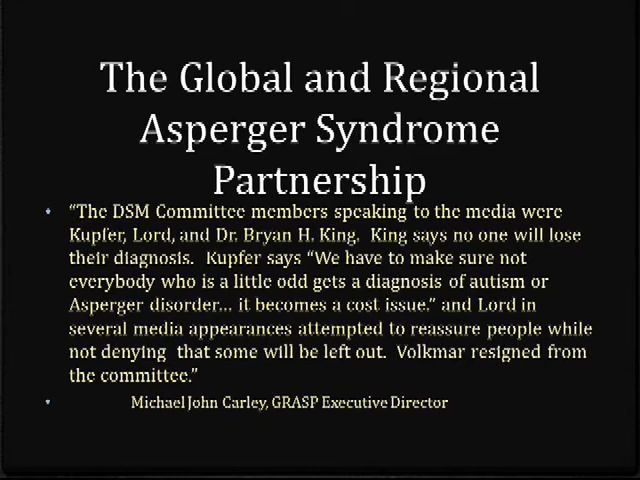 The Global and Regional
Asperger Syndrome
Partnership
“The DSM Committee members speaking to the media were
Kupfer, Lord, and Dr. Bryan H. King.  King says no one will lose
their diagnosis.  Kupfer says “We have to make sure not
everybody who is a little odd gets a diagnosis of autism or
Asperger disorder… it becomes a cost issue.” and Lord in
several media appearances attempted to reassure people while
not denying  that some will be left out.  Volkmar resigned from
the committee.”
Michael John Carley, GRASP Executive Director